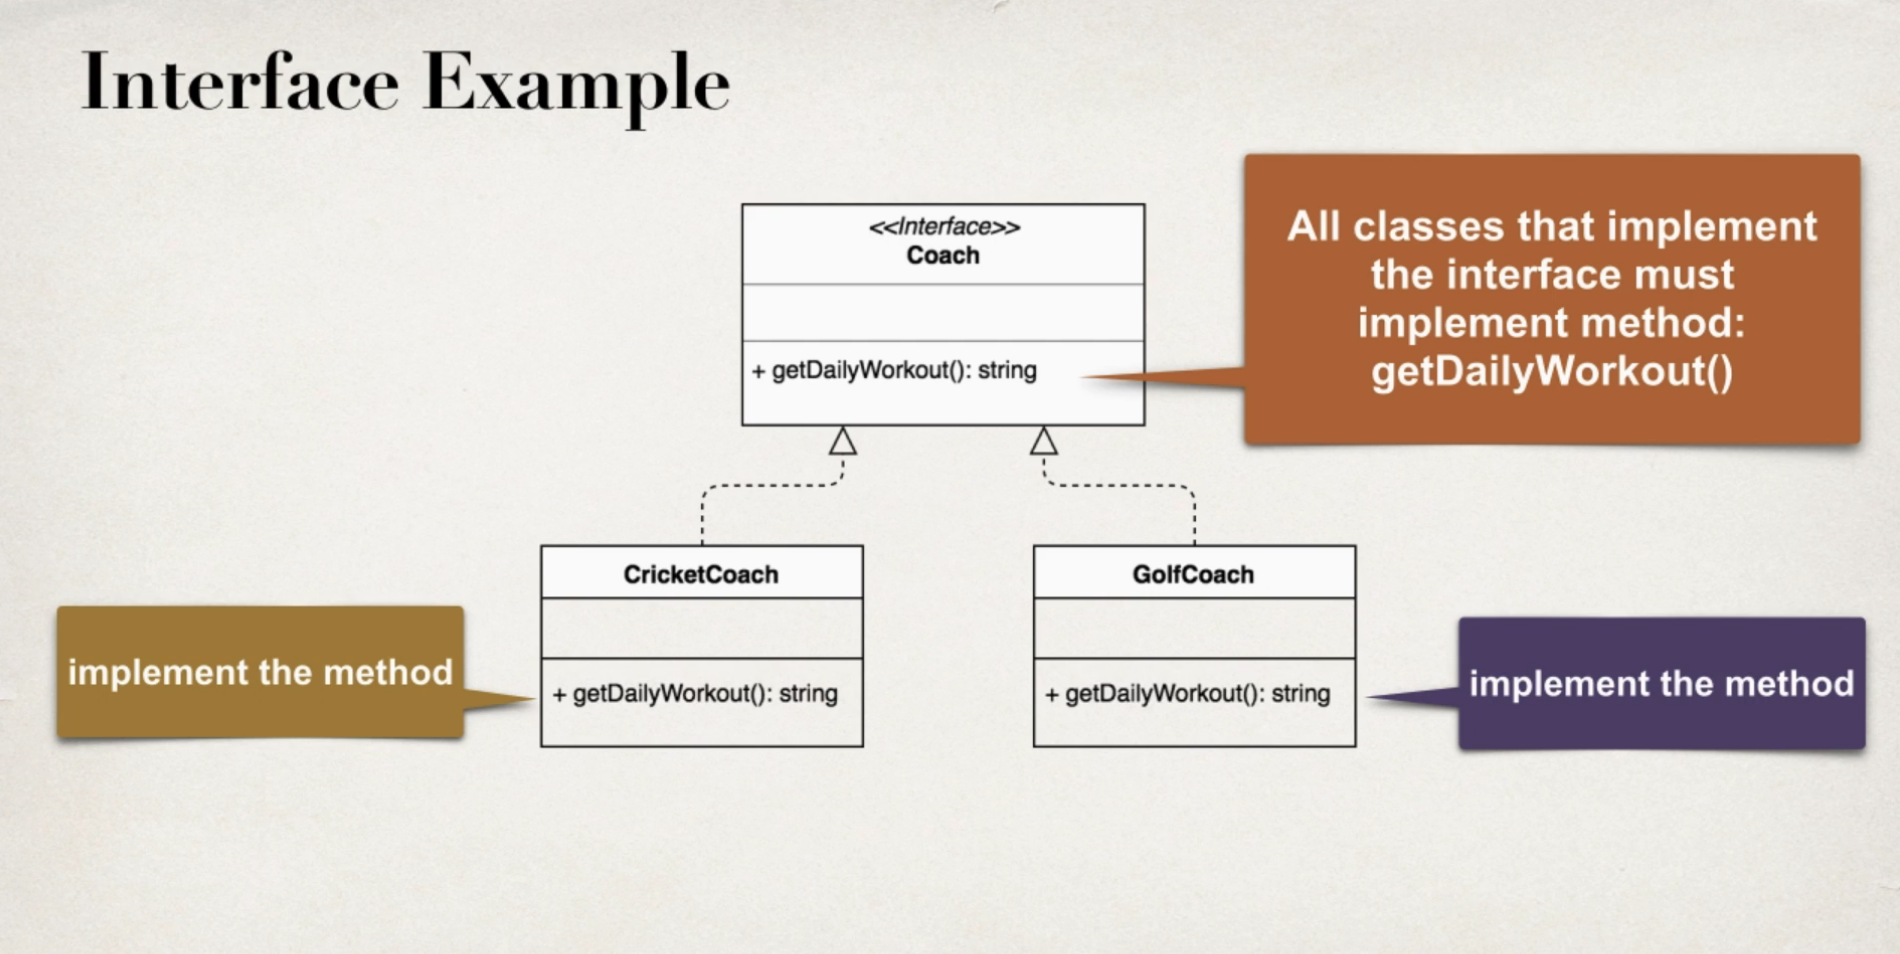 Interface Example
<<Interface>>
Coach
+ getDailyWorkout(): string
All classes that implement
the interface must
implement method:
getDailyWorkout()
CricketCoach
+ getDailyWorkout(): string
implement the method
GolfCoach
+ getDailyWorkout(): string
implement the method